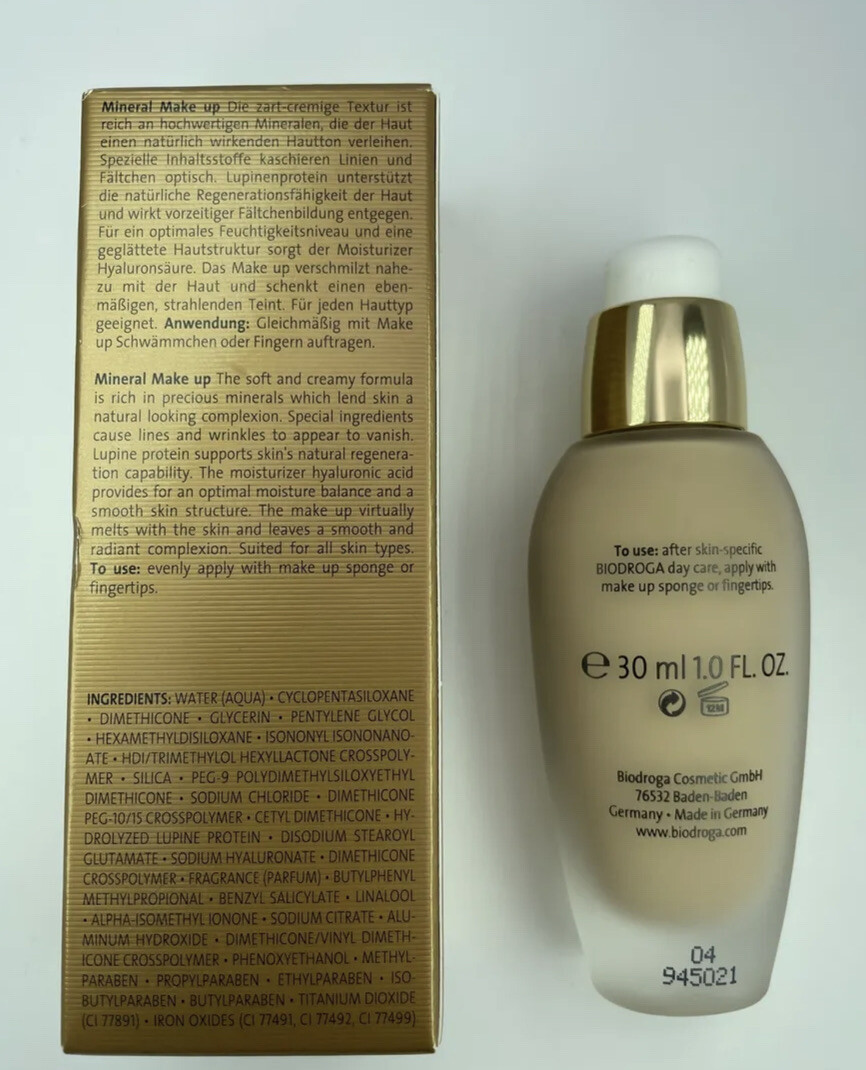 Mineral Make up Die zart-cremige Textur ist
reich an hochwertigen Mineralen, die der Haut
einen natürlich wirkenden Hautton verleihen.
Spezielle Inhaltsstoffe kaschieren Linien und
Fältchen optisch. Lupinenprotein unterstützt
die natürliche Regenerationsfähigkeit der Haut
und wirkt vorzeitiger Fältchenbildung entgegen.
Für ein optimales Feuchtigkeitsniveau und eine
geglättete Hautstruktur sorgt der Moisturizer
Hyaluronsäure. Das Make up verschmilzt nahe-
zu mit der Haut und schenkt einen eben-
mäßigen, strahlenden Teint. Für jeden Hauttyp
geeignet. Anwendung: Gleichmäßig mit Make
up Schwämmchen oder Fingern auftragen.
Mineral Make up The soft and creamy formula
is rich in precious minerals which lend skin a
natural looking complexion. Special ingredients
cause lines and wrinkles to appear to vanish.
Lupine protein supports skin's natural regenera-
tion capability. The moisturizer hyaluronic acid
provides for an optimal moisture balance and a
smooth skin structure. The make up virtually
melts with the skin and leaves a smooth and
radiant complexion. Suited for all skin types.
To use: evenly apply with make up sponge or
fingertips.
INGREDIENTS: WATER (AQUA) • CYCLOPENTASILOXANE
• DIMETHICONE • GLYCERIN • PENTYLENE GLYCOL
• HEXAMETHYLDISILOXANE • ISONONYL ISONONANO-
ATE • HDI/TRIMETHYLOL HEXYLLACTONE CROSSPOLY-
MER • SILICA • PEG-9 POLYDIMETHYLSILOXYETHYL
DIMETHICONE • SODIUM CHLORIDE • DIMETHICONE
PEG-10/15 CROSSPOLYMER • CETYL DIMETHICONE • HY-
DROLYZED LUPINE PROTEIN • DISODIUM STEAROYL
GLUTAMATE • SODIUM HYALURONATE • DIMETHICONE
CROSSPOLYMER • FRAGRANCE (PARFUM) • BUTYLPHENYL
METHYLPROPIONAL • BENZYL SALICYLATE • LINALOOL
• ALPHA-ISOMETHYL IONONE • SODIUM CITRATE • ALU-
MINUM HYDROXIDE • DIMETHICONE/VINYL DIMETH-
ICONE CROSSPOLYMER • PHENOXYETHANOL • METHYL-
PARABEN • PROPYLPARABEN • ETHYLPARABEN • ISO-
BUTYLPARABEN • BUTYLPARABEN • TITANIUM DIOXIDE
(CI 77891) • IRON OXIDES (CI 77491, CI 77492, CI 77499)
To use: after skin-specific
BIODROGA day care, apply with
make up sponge or fingertips.
℮ 30 ml 1.0 FL. OZ.
12M
Biodroga Cosmetic GmbH
76532 Baden-Baden
Germany • Made in Germany
www.biodroga.com
04
945021